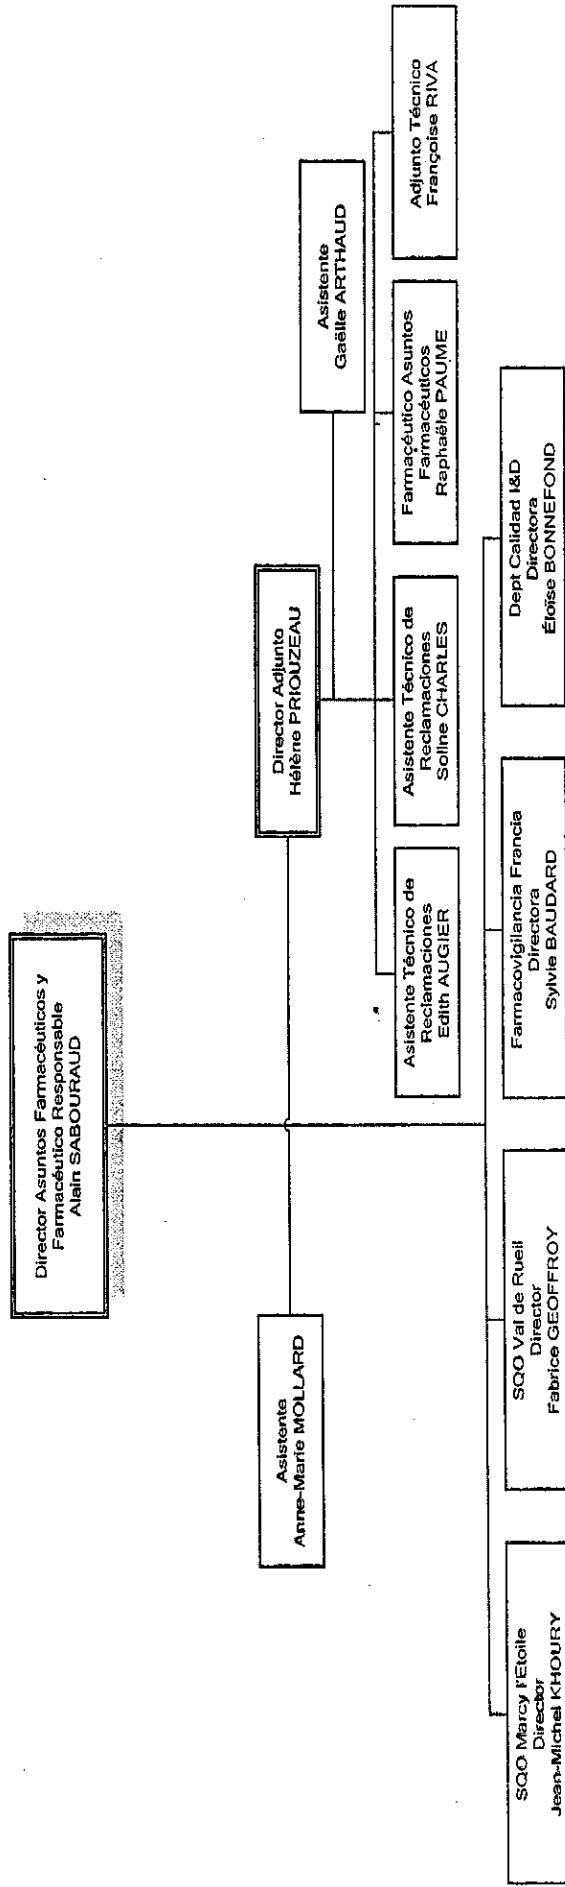 Director Asuntos Farmacéuticos y
Farmacéutico Responsable
Alain SABOURAUD
Asistente
Anne-Marie MOLLARD
Director Adjunto
Hélène PRIOUZEAU
Asistente
Gaëlle ARTHAUD
Asistente Técnico de
Reclamaciones
Edith AUGIER
Asistente Técnico de
Reclamaciones
Soline CHARLES
Farmacéutico Asuntos
Farmacéuticos
Raphaële PAUME
Adjunto Técnico
Françoise RIVA
SQO Marcy l'Etoile
Director
Jean-Michel KHOURY
SQO Val de Rueil
Director
Fabrice GEOFFROY
Farmacovigilancia Francia
Directora
Sylvie BAUDARD
Dept Calidad I&D
Directora
Éloïse BONNEFOND